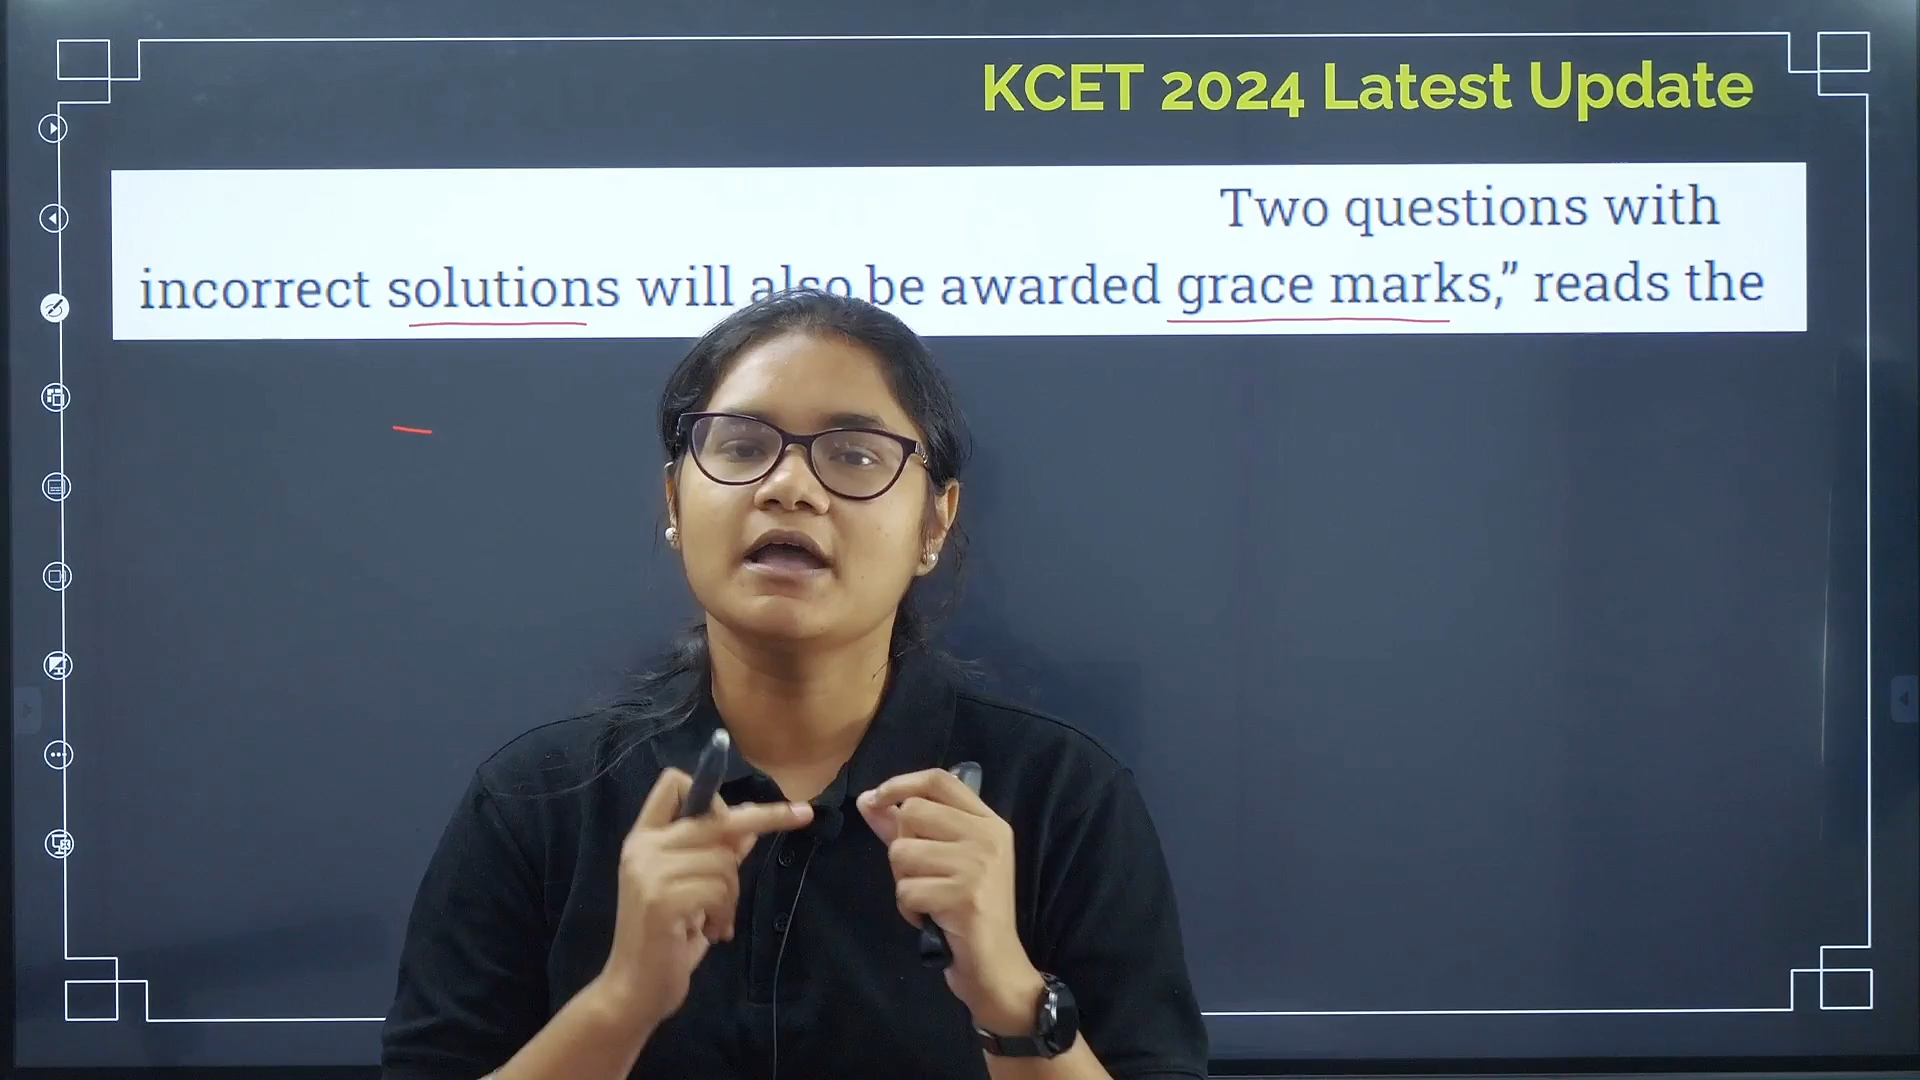 KCET 2024 Latest Update
Two questions with
incorrect solutions will also be awarded grace marks,” reads the